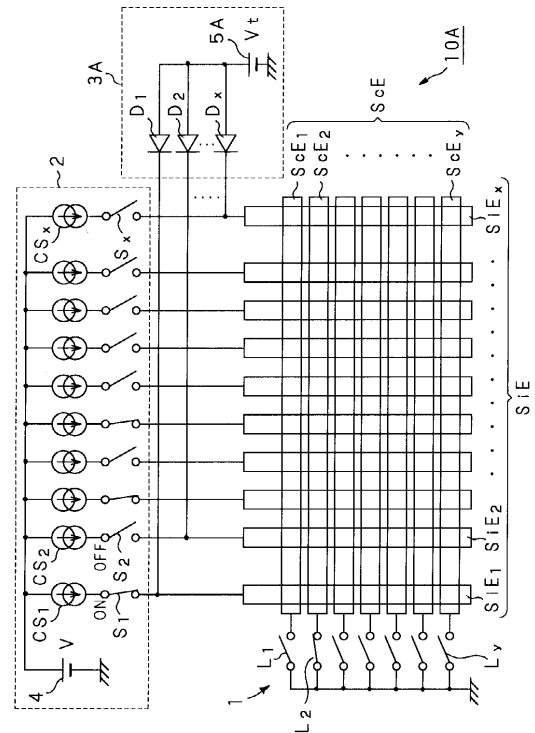 2
CS1
CS2
CSx
4
V
ON
OFF
S1
S2
Sx
3A
D1
D2
Dx
5A
Vt
10A
ScE
ScE1
ScE2
ScEy
SiE
SiE1
SiE2
SiEx
1
L1
L2
Ly